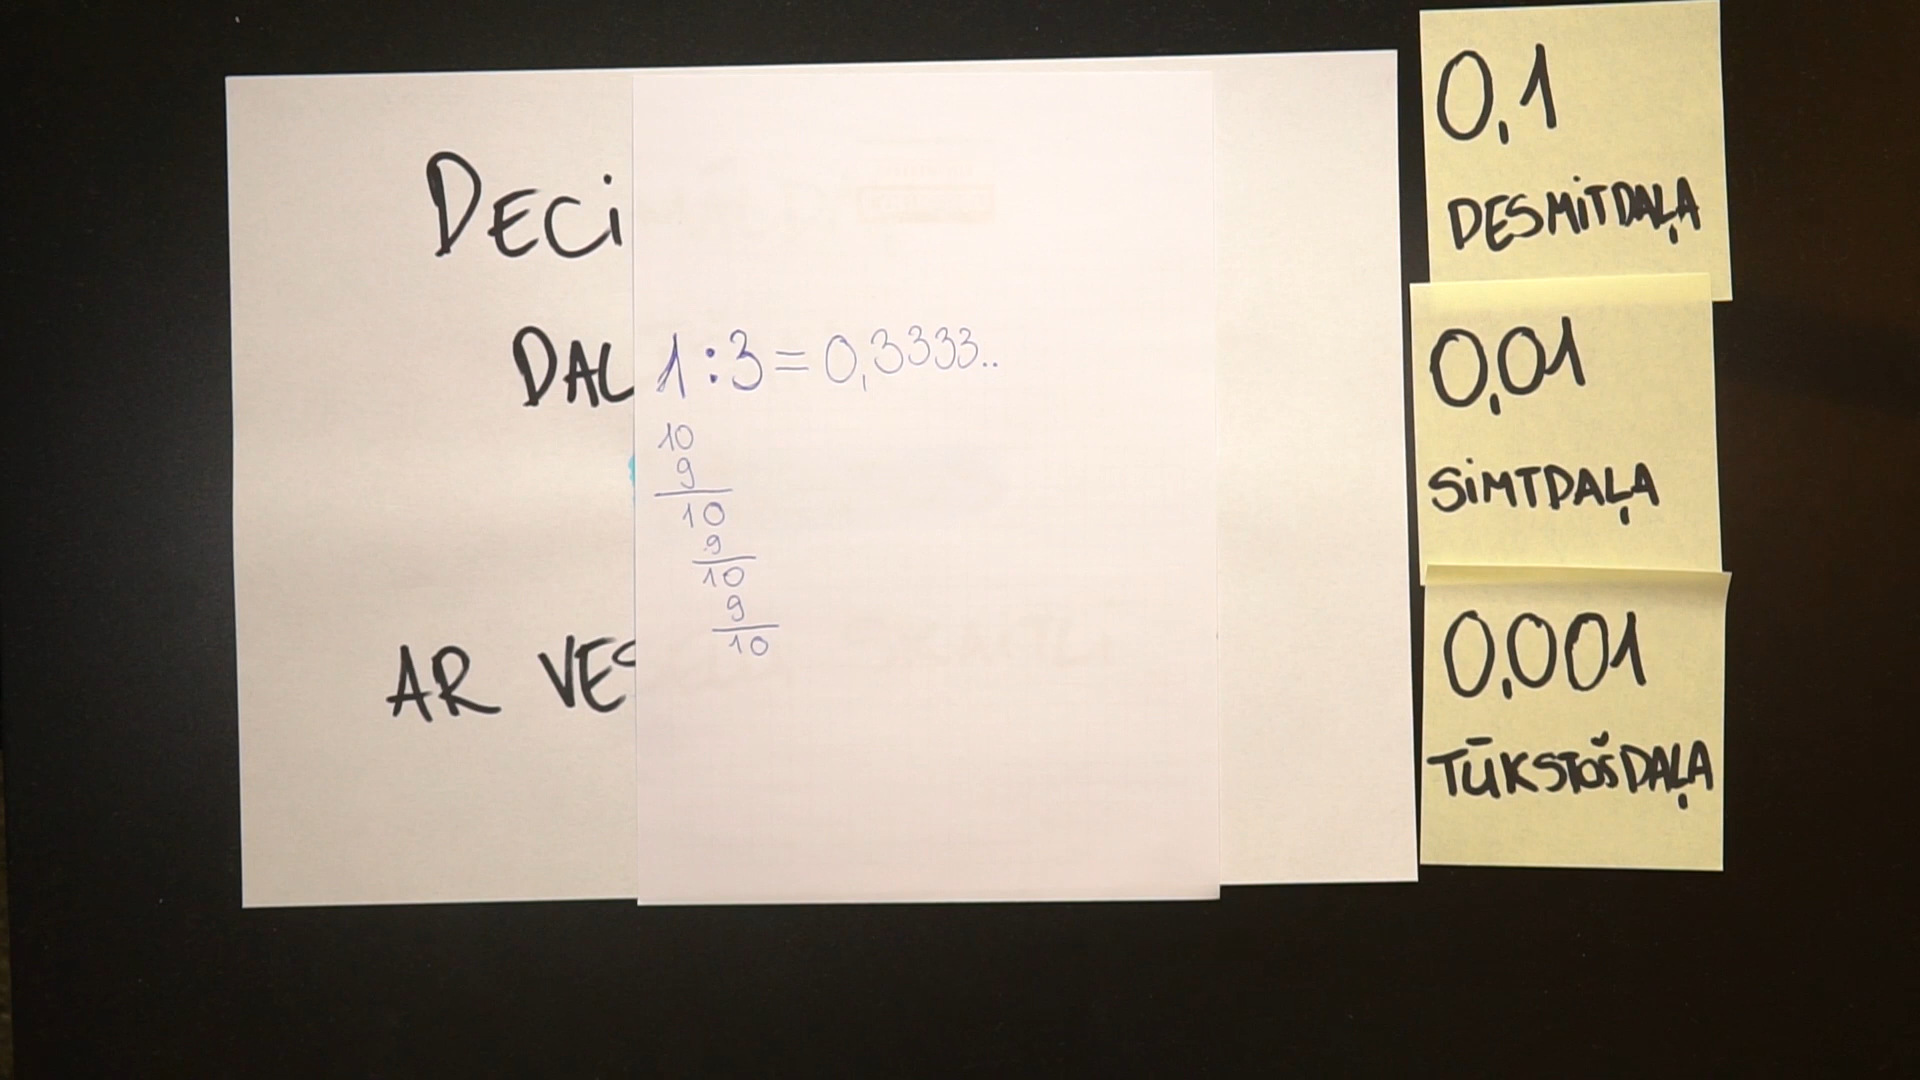 DECi
DAL
AR VES
1:3=0,3333..
10
9
10
9
10
9
10
0,1
DESMiTDAĻA
0,01
SiMTDAĻA
0,001
TŪKSTOŠDAĻA